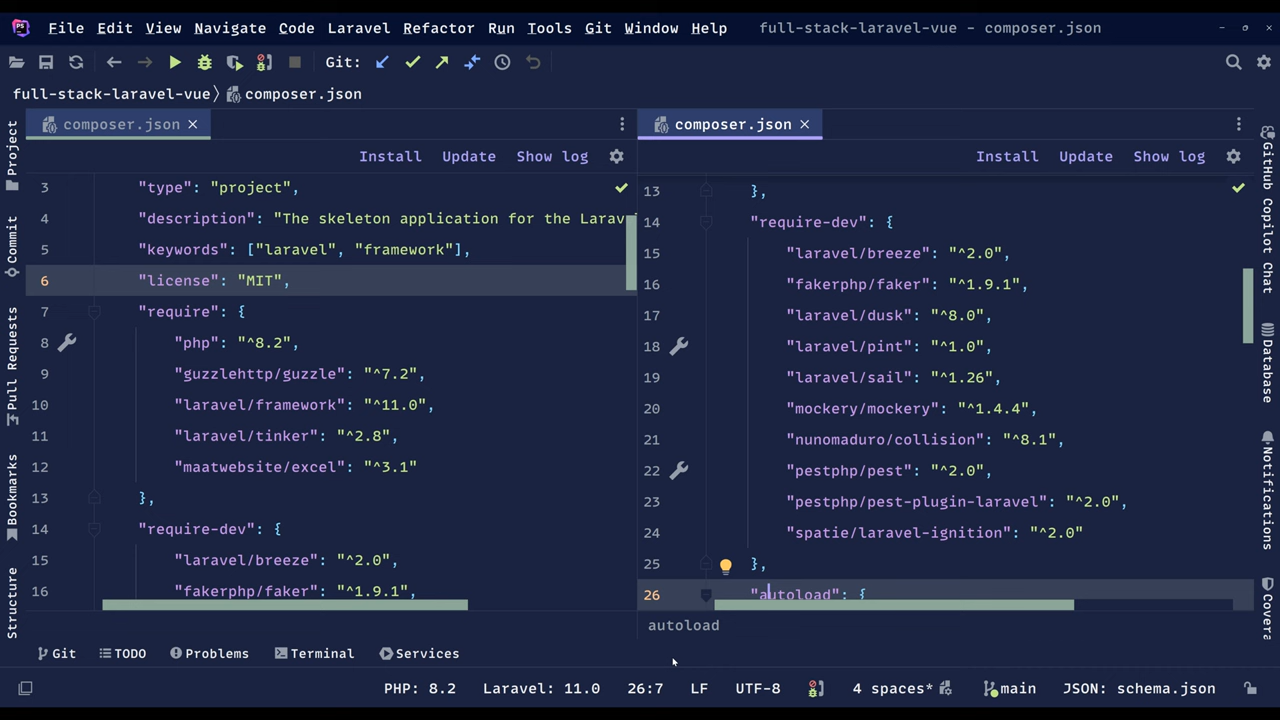 PS File Edit View Navigate Code Laravel Refactor Run Tools Git Window Help full-stack-laravel-vue - composer.json
Git:
full-stack-laravel-vue composer.json
composer.json
Install Update Show log
3 "type": "project",
4 "description": "The skeleton application for the Larav
5 "keywords": ["laravel", "framework"],
6 "license": "MIT",
7 "require": {
8 "php": "^8.2",
9 "guzzlehttp/guzzle": "^7.2",
10 "laravel/framework": "^11.0",
11 "laravel/tinker": "^2.8",
12 "maatwebsite/excel": "^3.1"
13 },
14 "require-dev": {
15 "laravel/breeze": "^2.0",
16 "fakerphp/faker": "^1.9.1",
composer.json
Install Update Show log
13 },
14 "require-dev": {
15 "laravel/breeze": "^2.0",
16 "fakerphp/faker": "^1.9.1",
17 "laravel/dusk": "^8.0",
18 "laravel/pint": "^1.0",
19 "laravel/sail": "^1.26",
20 "mockery/mockery": "^1.4.4",
21 "nunomaduro/collision": "^8.1",
22 "pestphp/pest": "^2.0",
23 "pestphp/pest-plugin-laravel": "^2.0",
24 "spatie/laravel-ignition": "^2.0"
25 },
26 "autoload": {
autoload
Project
Commit
Pull Requests
Bookmarks
Structure
GitHub Copilot Chat
Database
Notifications
Covera
Git TODO Problems Terminal Services
PHP: 8.2 Laravel: 11.0 26:7 LF UTF-8 4 spaces* main JSON: schema.json